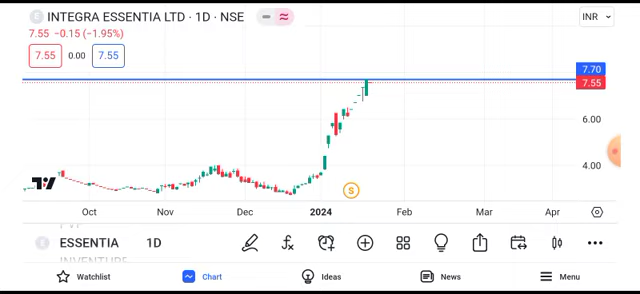 E INTEGRA ESSENTIA LTD · 1D · NSE
INR
7.55 −0.15 (−1.95%)
7.55 0.00 7.55
7.70
7.55
6.00
4.00
S
Oct Nov Dec 2024 Feb Mar Apr
E ESSENTIA 1D
Watchlist Chart Ideas News Menu